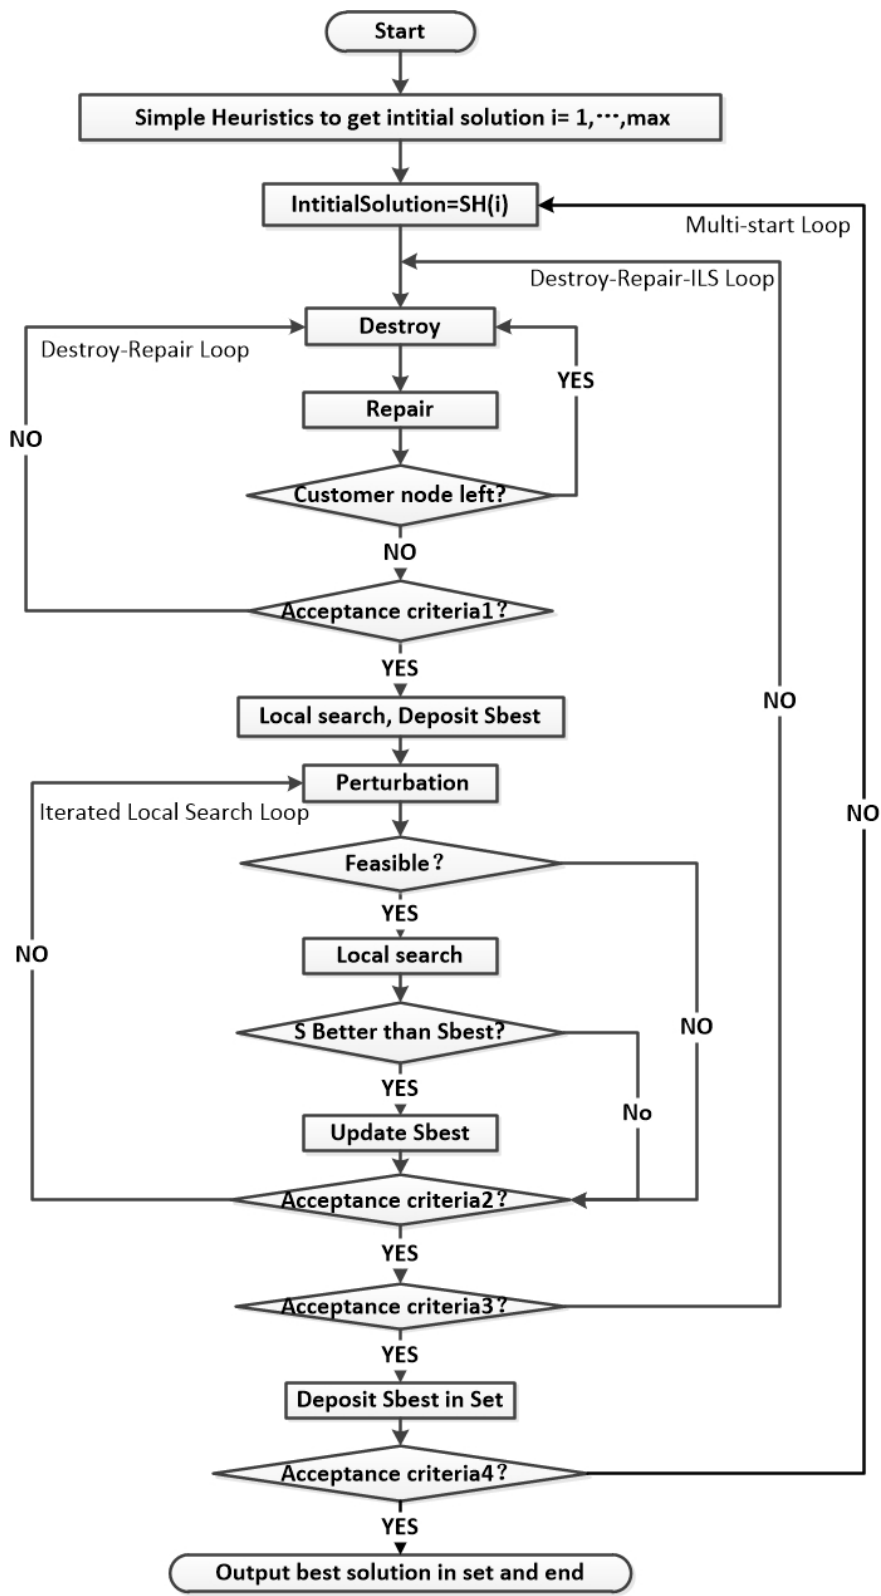 Start
Simple Heuristics to get intitial solution i= 1,···,max
IntitialSolution=SH(i)
Multi-start Loop
Destroy-Repair-ILS Loop
Destroy
Destroy-Repair Loop
YES
Repair
NO
Customer node left?
NO
Acceptance criteria1?
YES
NO
Local search, Deposit Sbest
Perturbation
Iterated Local Search Loop
NO
Feasible?
YES
Local search
NO
S Better than Sbest?
NO
YES
No
Update Sbest
Acceptance criteria2?
YES
Acceptance criteria3?
YES
Deposit Sbest in Set
Acceptance criteria4?
YES
Output best solution in set and end